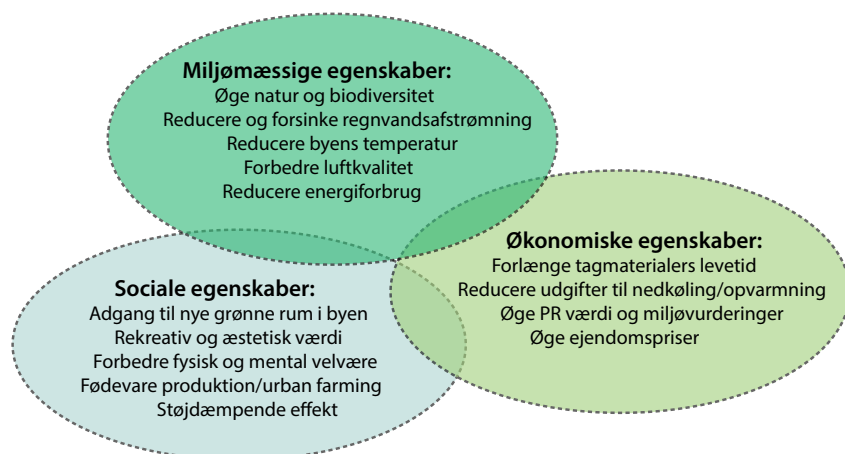 Miljømæssige egenskaber:
Øge natur og biodiversitet
Reducere og forsinke regnvandsafstrømning
Reducere byens temperatur
Forbedre luftkvalitet
Reducere energiforbrug
Økonomiske egenskaber:
Forlænge tagmaterialers levetid
Reducere udgifter til nedkøling/opvarmning
Øge PR værdi og miljøvurderinger
Øge ejendomspriser
Sociale egenskaber:
Adgang til nye grønne rum i byen
Rekreativ og æstetisk værdi
Forbedre fysisk og mental velvære
Fødevare produktion/urban farming
Støjdæmpende effekt